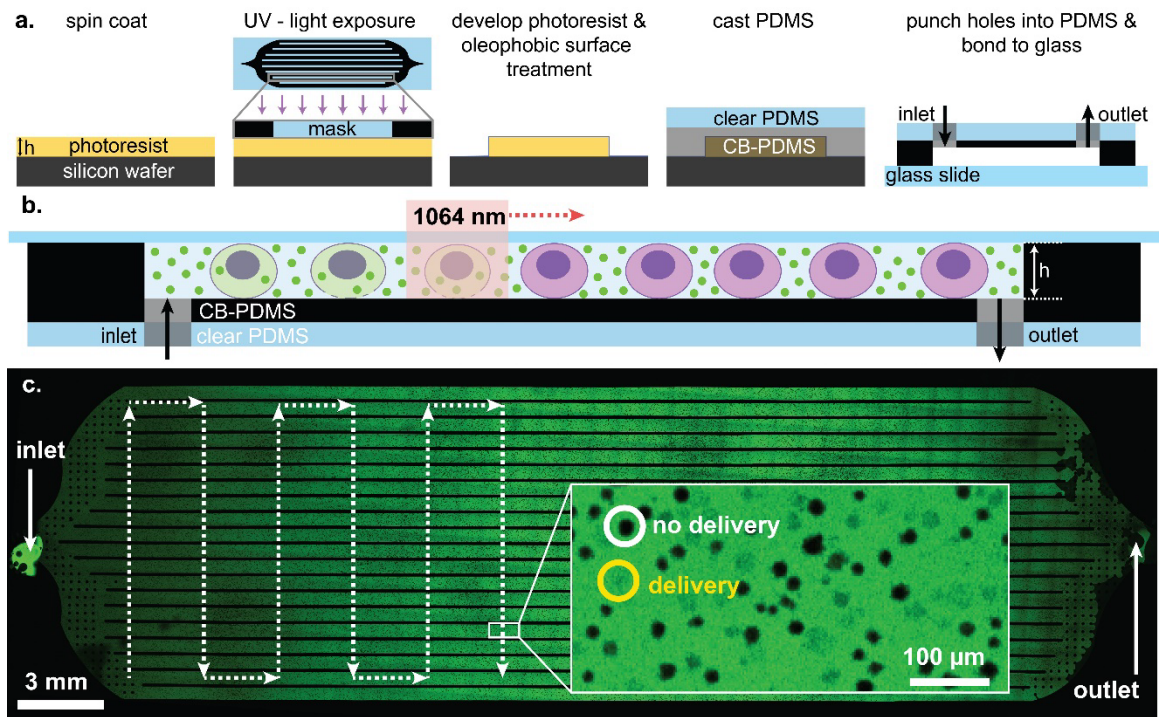 a.
spin coat
UV - light exposure
develop photoresist &
oleophobic surface
treatment
cast PDMS
punch holes into PDMS &
bond to glass
h
photoresist
silicon wafer
mask
clear PDMS
CB-PDMS
inlet
outlet
glass slide
b.
1064 nm
h
CB-PDMS
inlet
clear PDMS
outlet
c.
inlet
no delivery
delivery
100 µm
3 mm
outlet